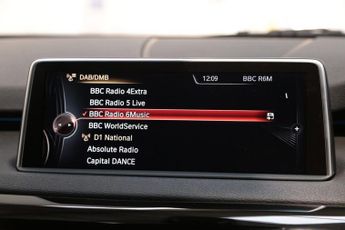 DAB/DMB 12:09 BBC R6M
BBC Radio 4Extra
BBC Radio 5 Live
BBC Radio 6Music
BBC WorldService
D1 National
Absolute Radio
Capital DANCE